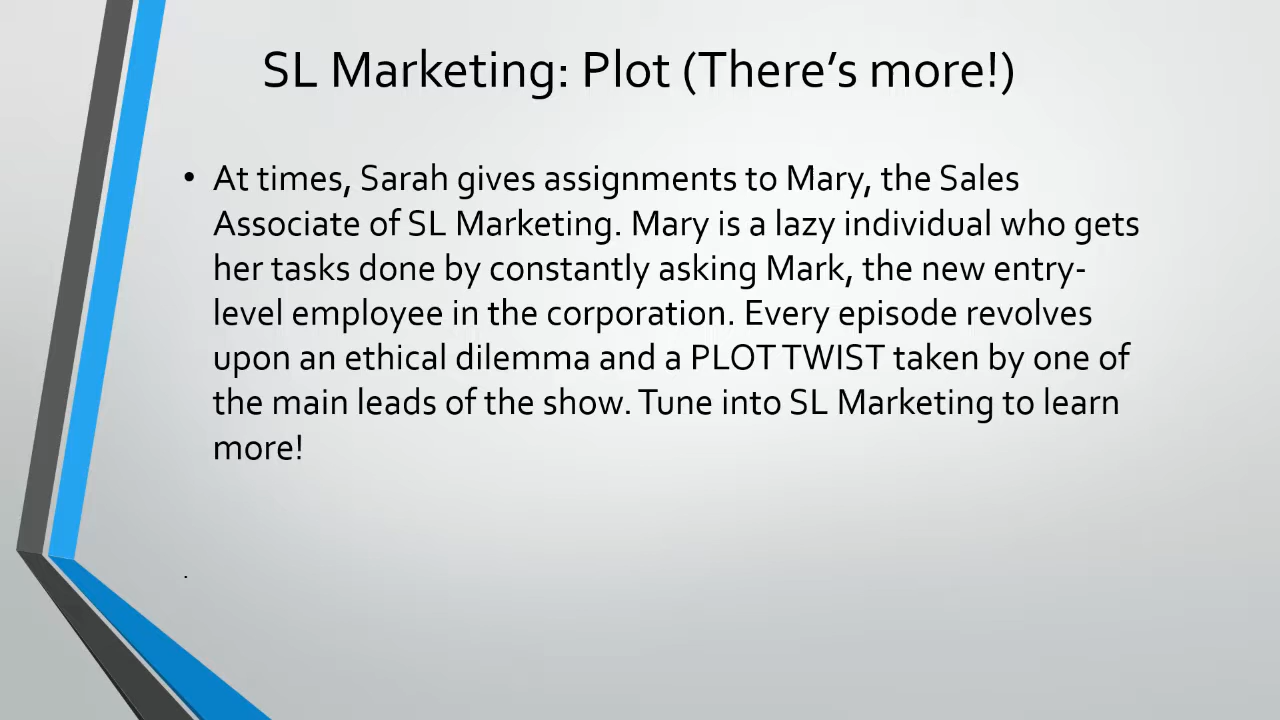 SL Marketing: Plot (There’s more!)
• At times, Sarah gives assignments to Mary, the Sales
Associate of SL Marketing. Mary is a lazy individual who gets
her tasks done by constantly asking Mark, the new entry-
level employee in the corporation. Every episode revolves
upon an ethical dilemma and a PLOT TWIST taken by one of
the main leads of the show. Tune into SL Marketing to learn
more!
.